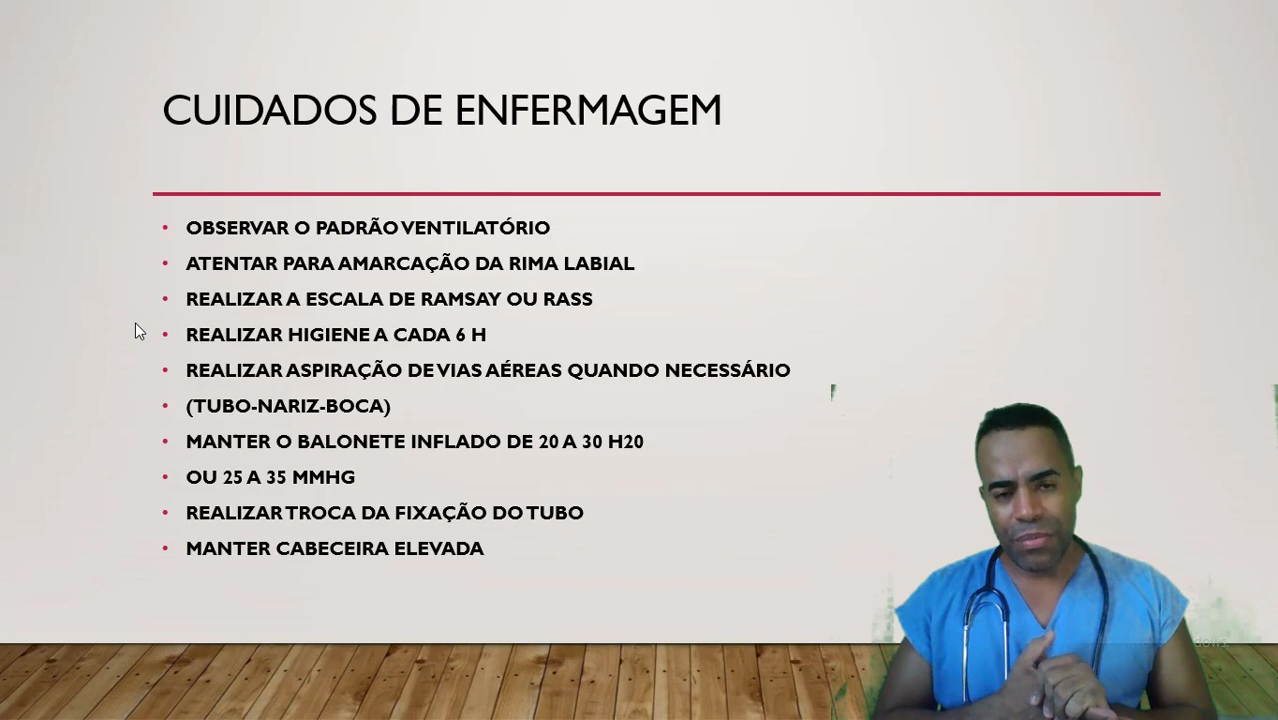 CUIDADOS DE ENFERMAGEM
• OBSERVAR O PADRÃO VENTILATÓRIO
• ATENTAR PARA AMARCAÇÃO DA RIMA LABIAL
• REALIZAR A ESCALA DE RAMSAY OU RASS
• REALIZAR HIGIENE A CADA 6 H
• REALIZAR ASPIRAÇÃO DE VIAS AÉREAS QUANDO NECESSÁRIO
• (TUBO-NARIZ-BOCA)
• MANTER O BALONETE INFLADO DE 20 A 30 H20
• OU 25 A 35 MMHG
• REALIZAR TROCA DA FIXAÇÃO DO TUBO
• MANTER CABECEIRA ELEVADA